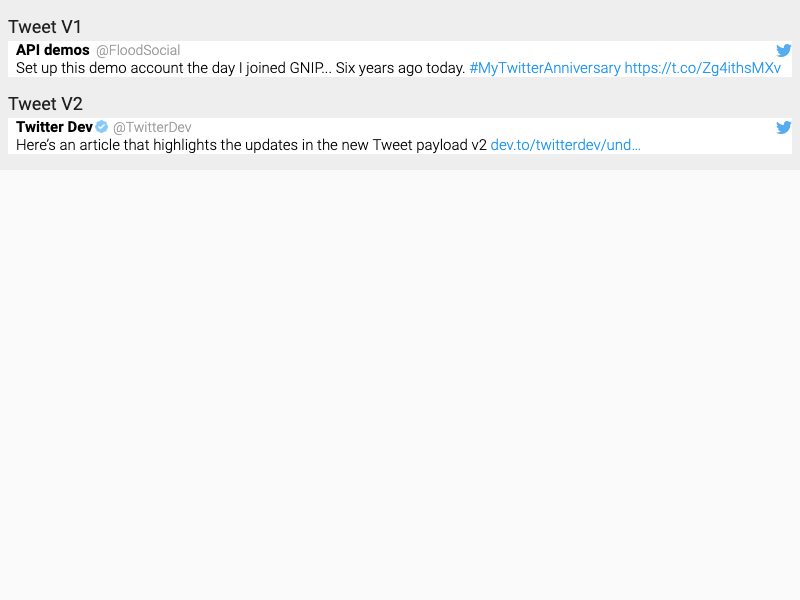 Tweet V1
API demos @FloodSocial
Set up this demo account the day I joined GNIP... Six years ago today. #MyTwitterAnniversary https://t.co/Zg4ithsMXv
Tweet V2
Twitter Dev @TwitterDev
Here’s an article that highlights the updates in the new Tweet payload v2 dev.to/twitterdev/und…